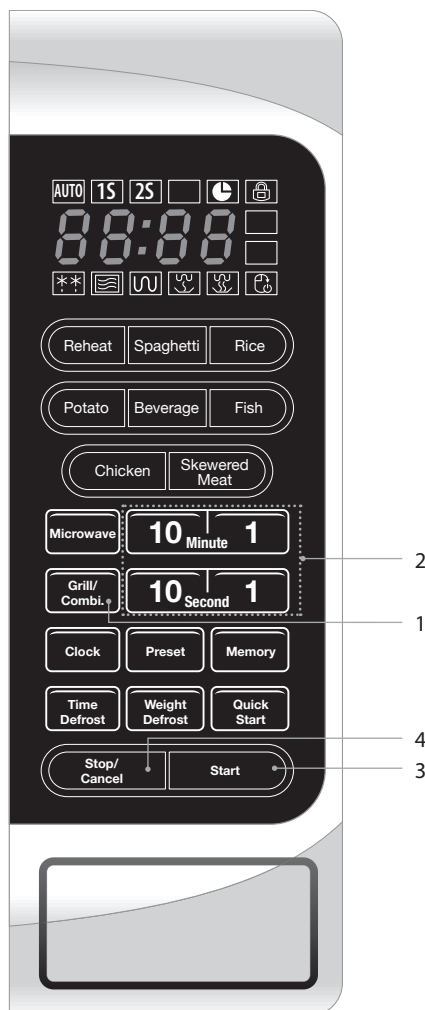 AUTO 1S 2S
88:88
Reheat Spaghetti Rice
Potato Beverage Fish
Chicken Skewered Meat
Microwave 10 Minute 1
2
Grill/ Combi. 10 Second 1
1
Clock Preset Memory
Time Defrost Weight Defrost Quick Start
4
Stop/ Cancel Start
3